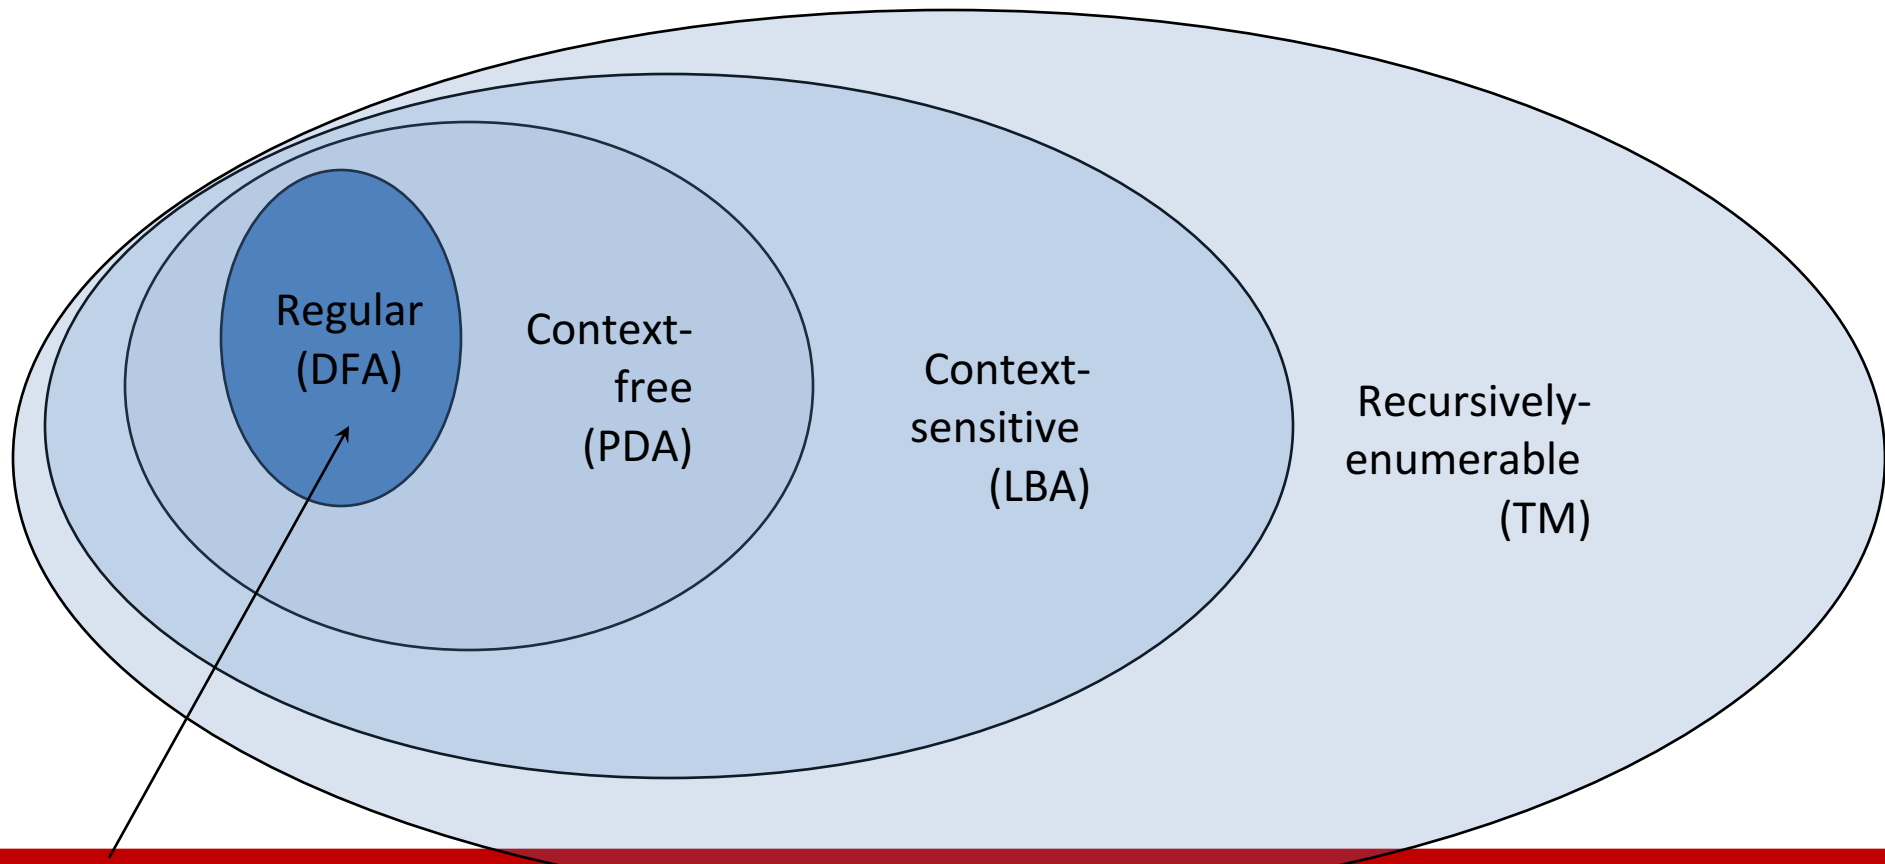 Regular
(DFA)
Context-
free
(PDA)
Context-
sensitive
(LBA)
Recursively-
enumerable
(TM)